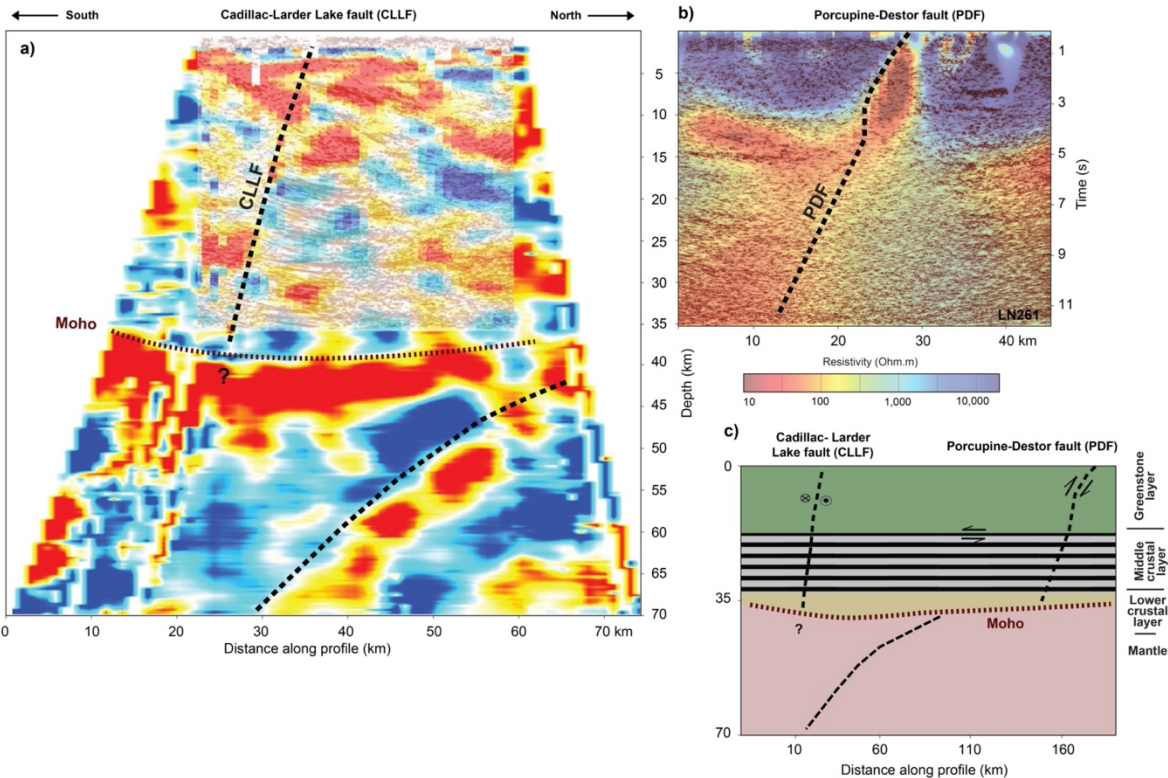 South
Cadillac-Larder Lake fault (CLLF)
North
a)
CLLF
Moho
?
5
10
15
20
25
30
35
40
45
50
55
60
65
70
Depth (km)
0 10 20 30 40 50 60 70 km
Distance along profile (km)
b)
Porcupine-Destor fault (PDF)
PDF
LN261
1
3
5
7
9
11
Time (s)
10 20 30 40 km
Resistivity (Ohm.m)
10 100 1,000 10,000
c)
Cadillac- Larder
Lake fault (CLLF)
Porcupine-Destor fault (PDF)
0
35
70
?
Moho
Greenstone
layer
Middle
crustal
layer
Lower
crustal
layer
Mantle
10 60 110 160
Distance along profile (km)